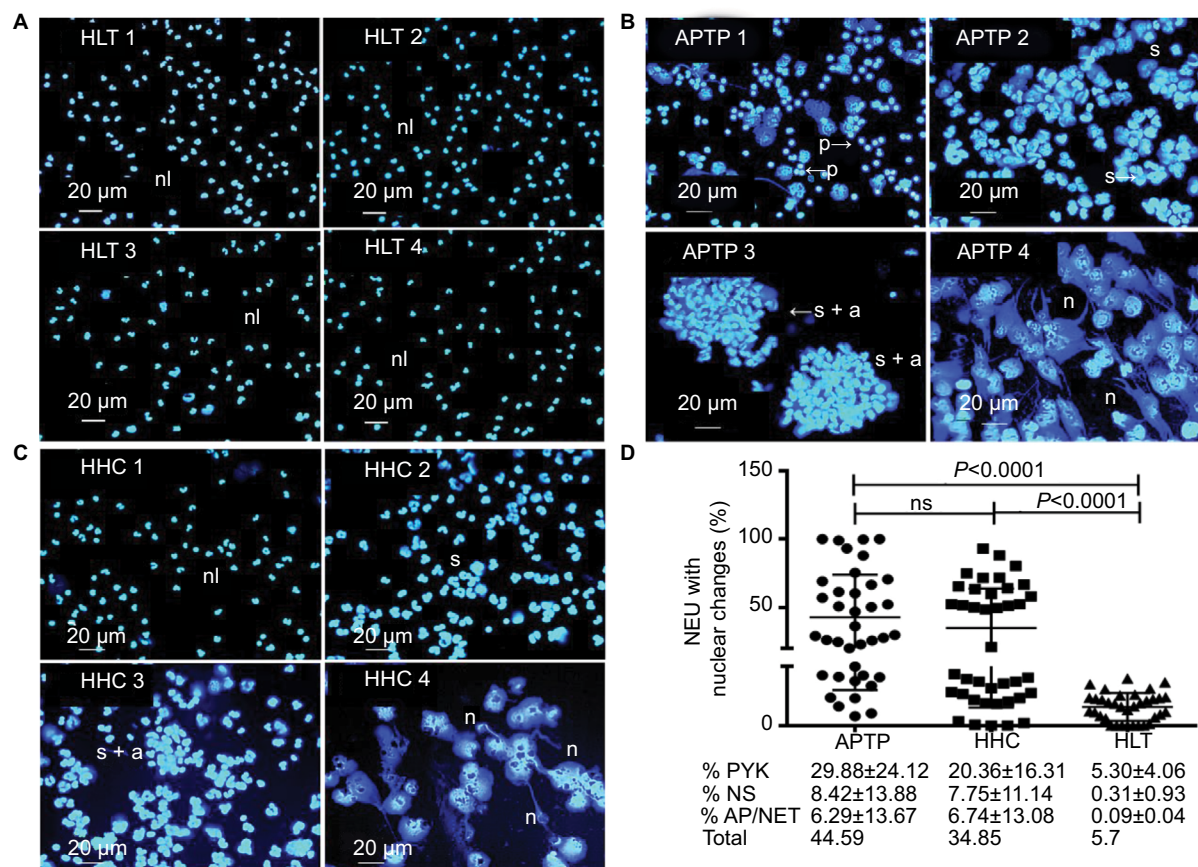 A
HLT 1
nl
20 µm
HLT 2
nl
20 µm
HLT 3
nl
20 µm
HLT 4
nl
20 µm
B
APTP 1
p→
←p
20 µm
APTP 2
s
s→
20 µm
APTP 3
←s + a
s + a
20 µm
APTP 4
n
n
20 µm
C
HHC 1
nl
20 µm
HHC 2
s
20 µm
HHC 3
s + a
20 µm
HHC 4
n
n
n
20 µm
D
NEU with
nuclear changes (%)
150
100
50
0
P<0.0001
ns
P<0.0001
APTP HHC HLT
% PYK 29.88±24.12 20.36±16.31 5.30±4.06
% NS 8.42±13.88 7.75±11.14 0.31±0.93
% AP/NET 6.29±13.67 6.74±13.08 0.09±0.04
Total 44.59 34.85 5.7